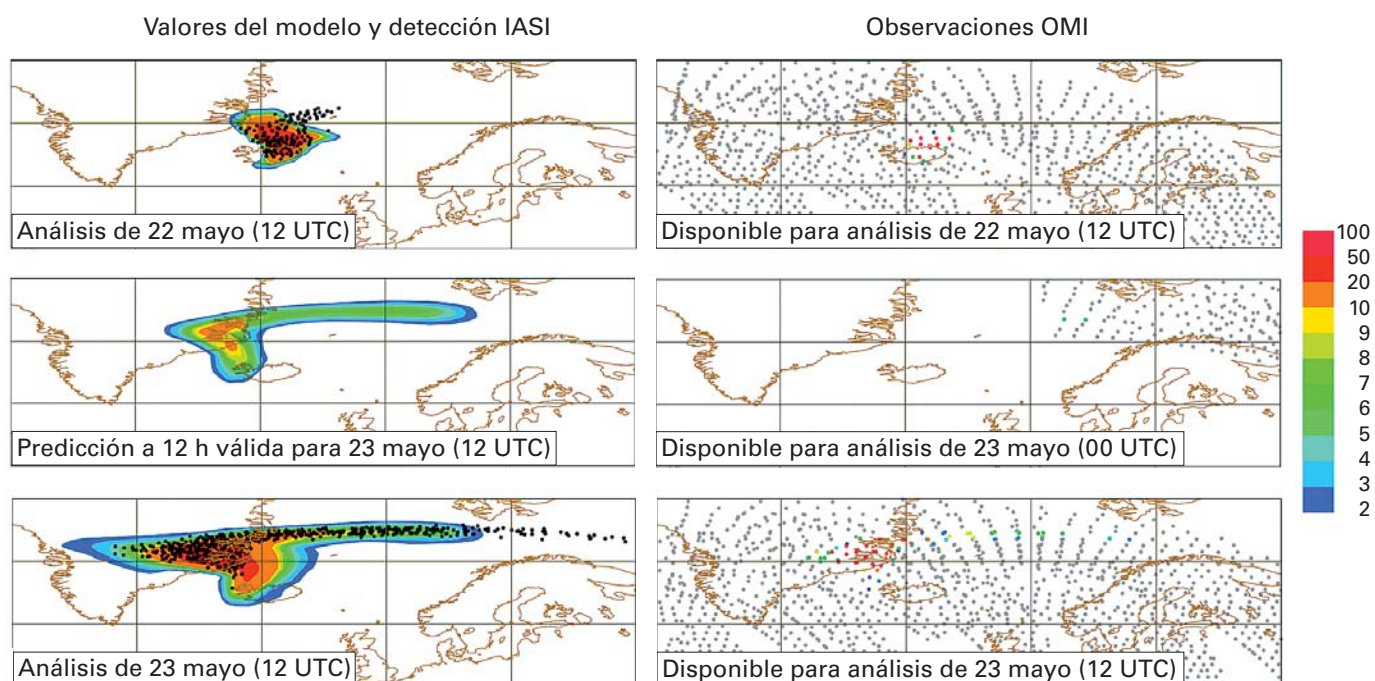 Valores del modelo y detección IASI
Observaciones OMI
Análisis de 22 mayo (12 UTC)
Disponible para análisis de 22 mayo (12 UTC)
Predicción a 12 h válida para 23 mayo (12 UTC)
Disponible para análisis de 23 mayo (00 UTC)
Análisis de 23 mayo (12 UTC)
Disponible para análisis de 23 mayo (12 UTC)
100
50
20
10
9
8
7
6
5
4
3
2